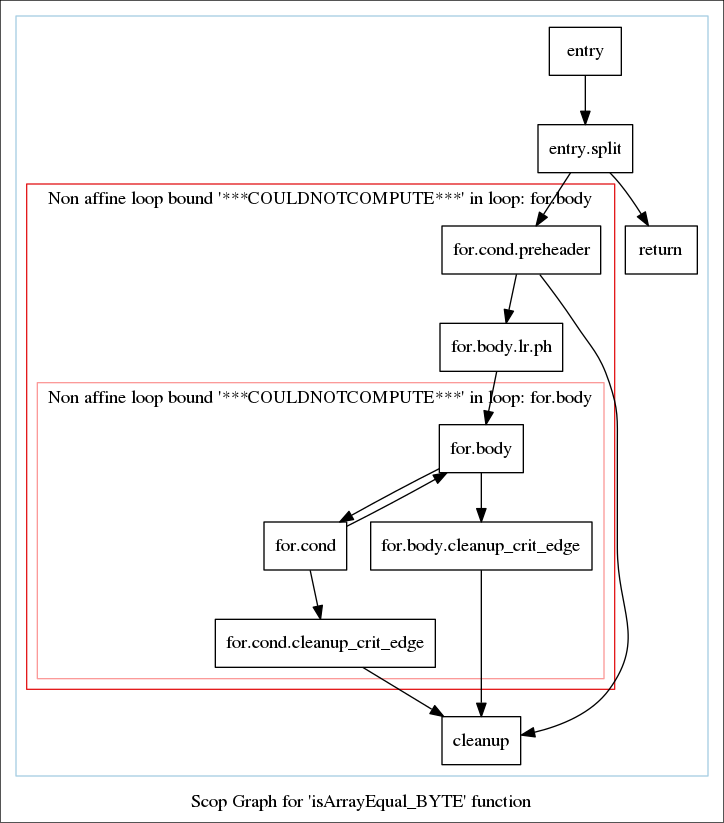 entry
entry.split
Non affine loop bound '***COULDNOTCOMPUTE***' in loop: for.body
for.cond.preheader
return
for.body.lr.ph
Non affine loop bound '***COULDNOTCOMPUTE***' in loop: for.body
for.body
for.cond
for.body.cleanup_crit_edge
for.cond.cleanup_crit_edge
cleanup
Scop Graph for 'isArrayEqual_BYTE' function